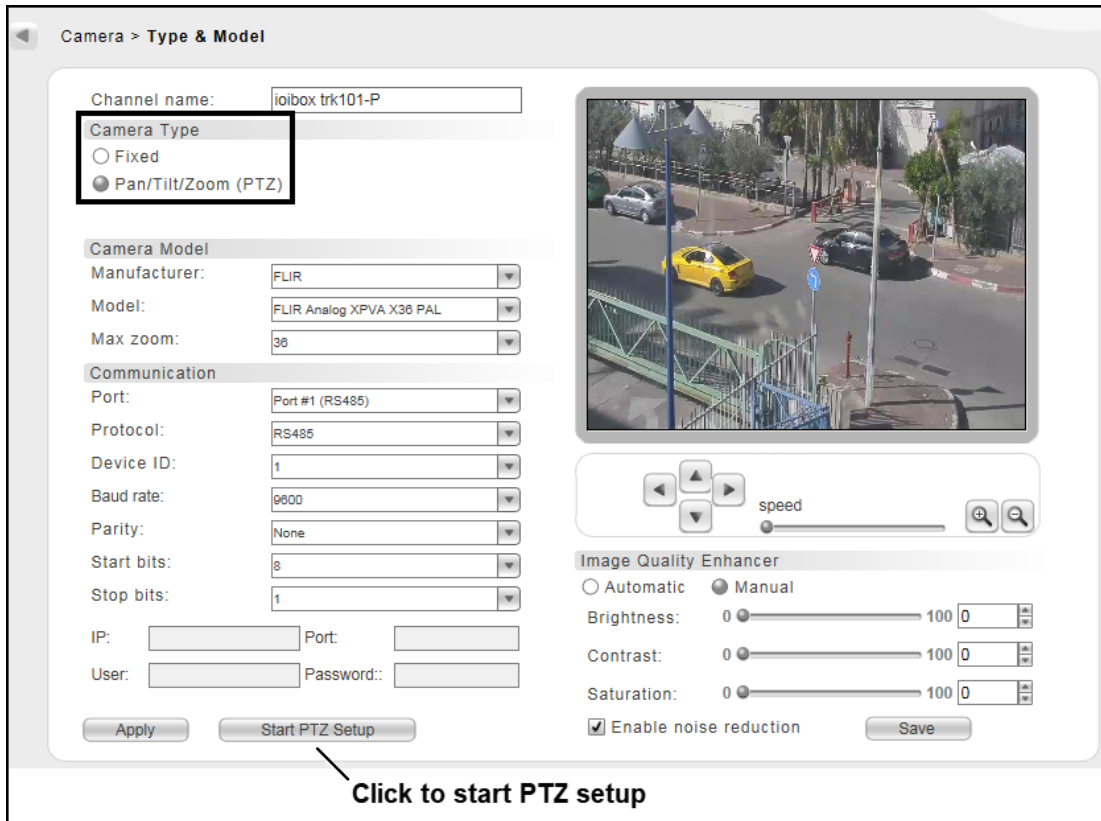 Camera > Type & Model
Channel name: ioibox trk101-P
Camera Type
Fixed
Pan/Tilt/Zoom (PTZ)
Camera Model
Manufacturer: FLIR
Model: FLIR Analog XPVA X36 PAL
Max zoom: 36
Communication
Port: Port #1 (RS485)
Protocol: RS485
Device ID: 1
Baud rate: 9600
Parity: None
Start bits: 8
Stop bits: 1
IP: Port:
User: Password::
Apply Start PTZ Setup
speed
Image Quality Enhancer
Automatic Manual
Brightness: 0 100 0
Contrast: 0 100 0
Saturation: 0 100 0
Enable noise reduction Save
Click to start PTZ setup